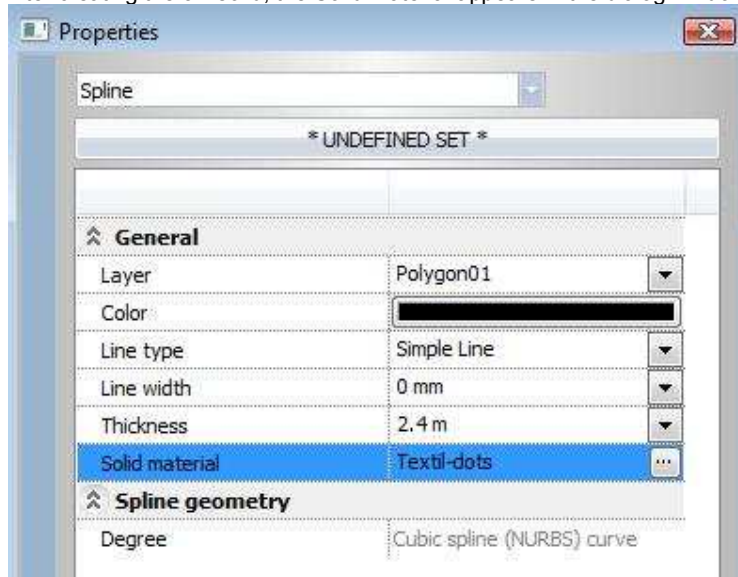 Properties
Spline
* UNDEFINED SET *
General
Layer Polygon01
Color
Line type Simple Line
Line width 0 mm
Thickness 2.4 m
Solid material Textil-dots ...
Spline geometry
Degree Cubic spline (NURBS) curve